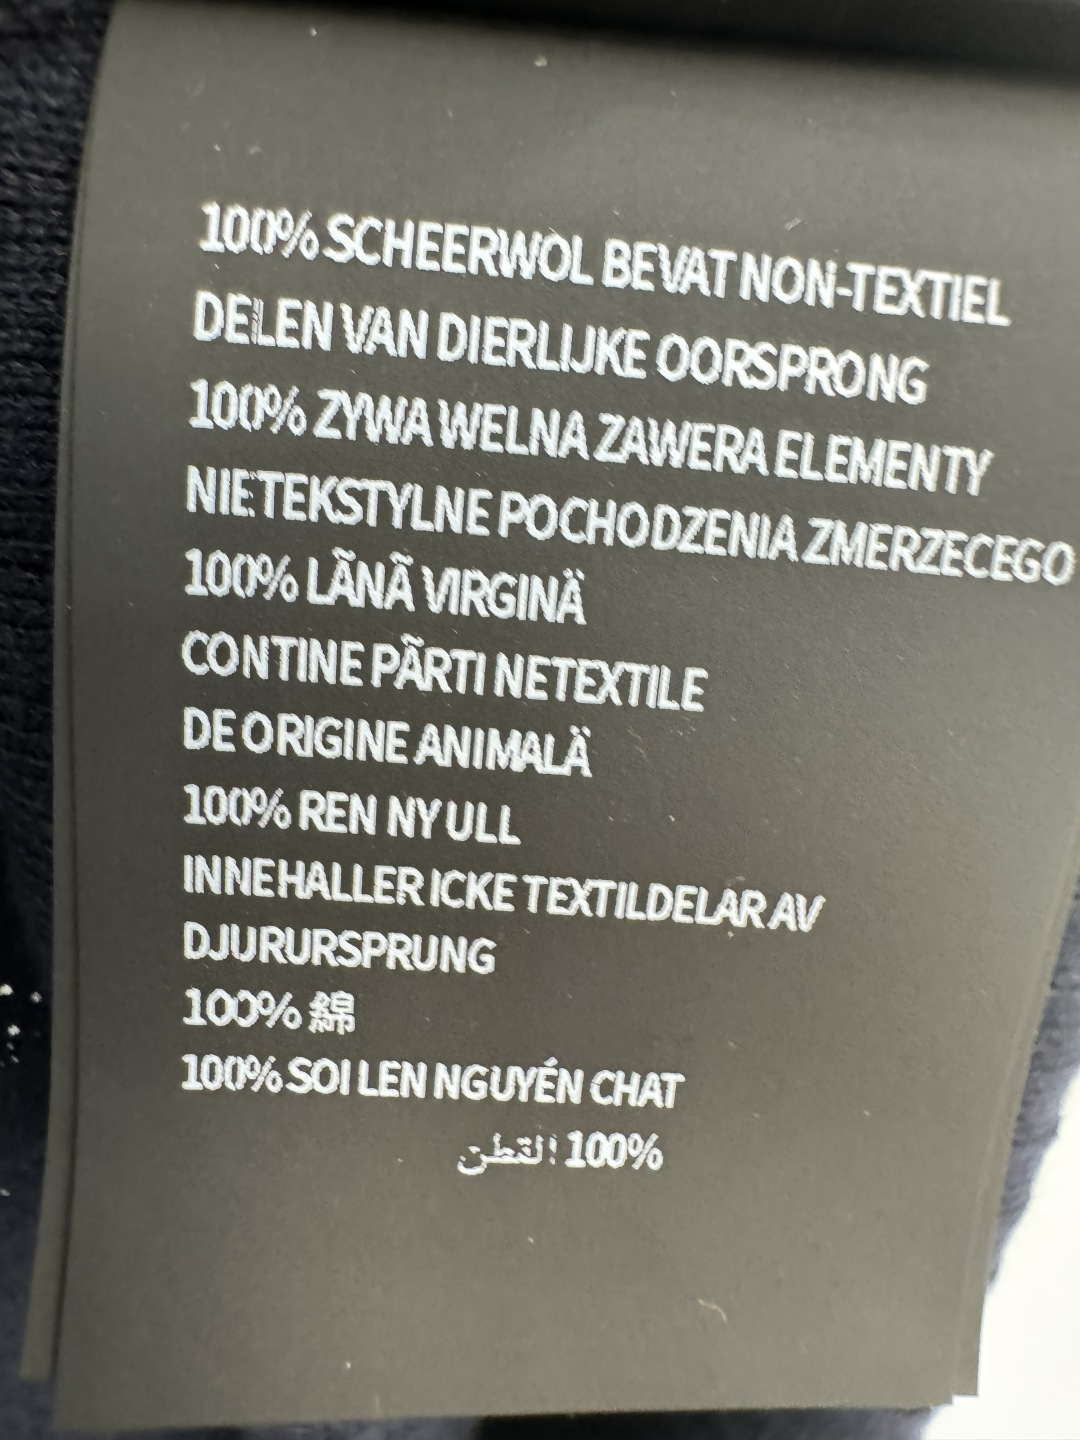 100% SCHEERWOL BEVAT NON-TEXTIEL
DELEN VAN DIERLIJKE OORSPRONG
100% ZYWA WELNA ZAWERA ELEMENTY
NIETEKSTYLNE POCHODZENIA ZMERZECEGO
100% LÃNÃ VIRGINÄ
CONTINE PÃRTI NETEXTILE
DE ORIGINE ANIMALÄ
100% REN NY ULL
INNEHALLER ICKE TEXTILDELAR AV
DJURURSPRUNG
100% 綿
100% SOI LEN NGUYÉN CHAT
100% القطن